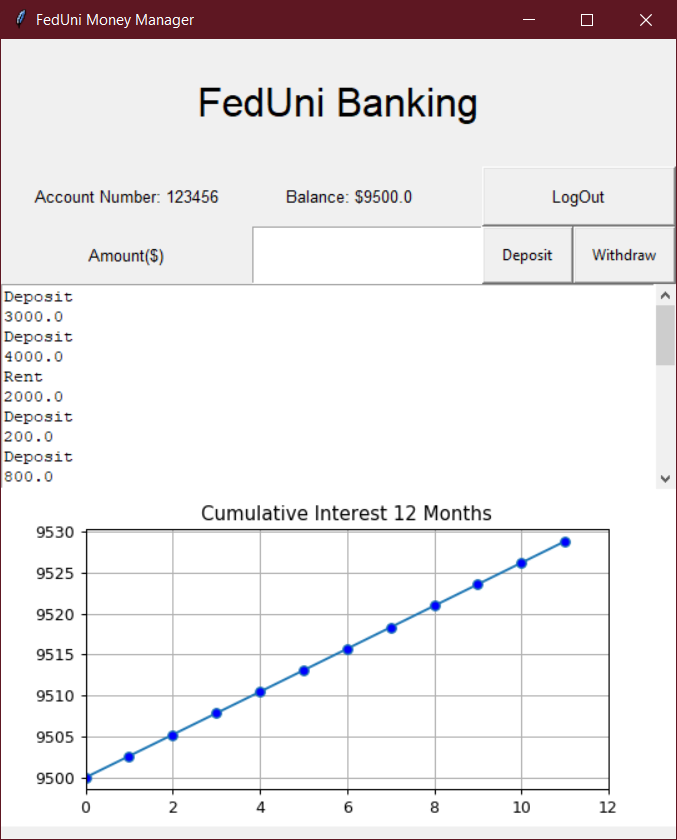 FedUni Money Manager
FedUni Banking
Account Number: 123456 Balance: $9500.0 LogOut
Amount($) Deposit Withdraw
Deposit
3000.0
Deposit
4000.0
Rent
2000.0
Deposit
200.0
Deposit
800.0
Cumulative Interest 12 Months
9530
9525
9520
9515
9510
9505
9500
0 2 4 6 8 10 12